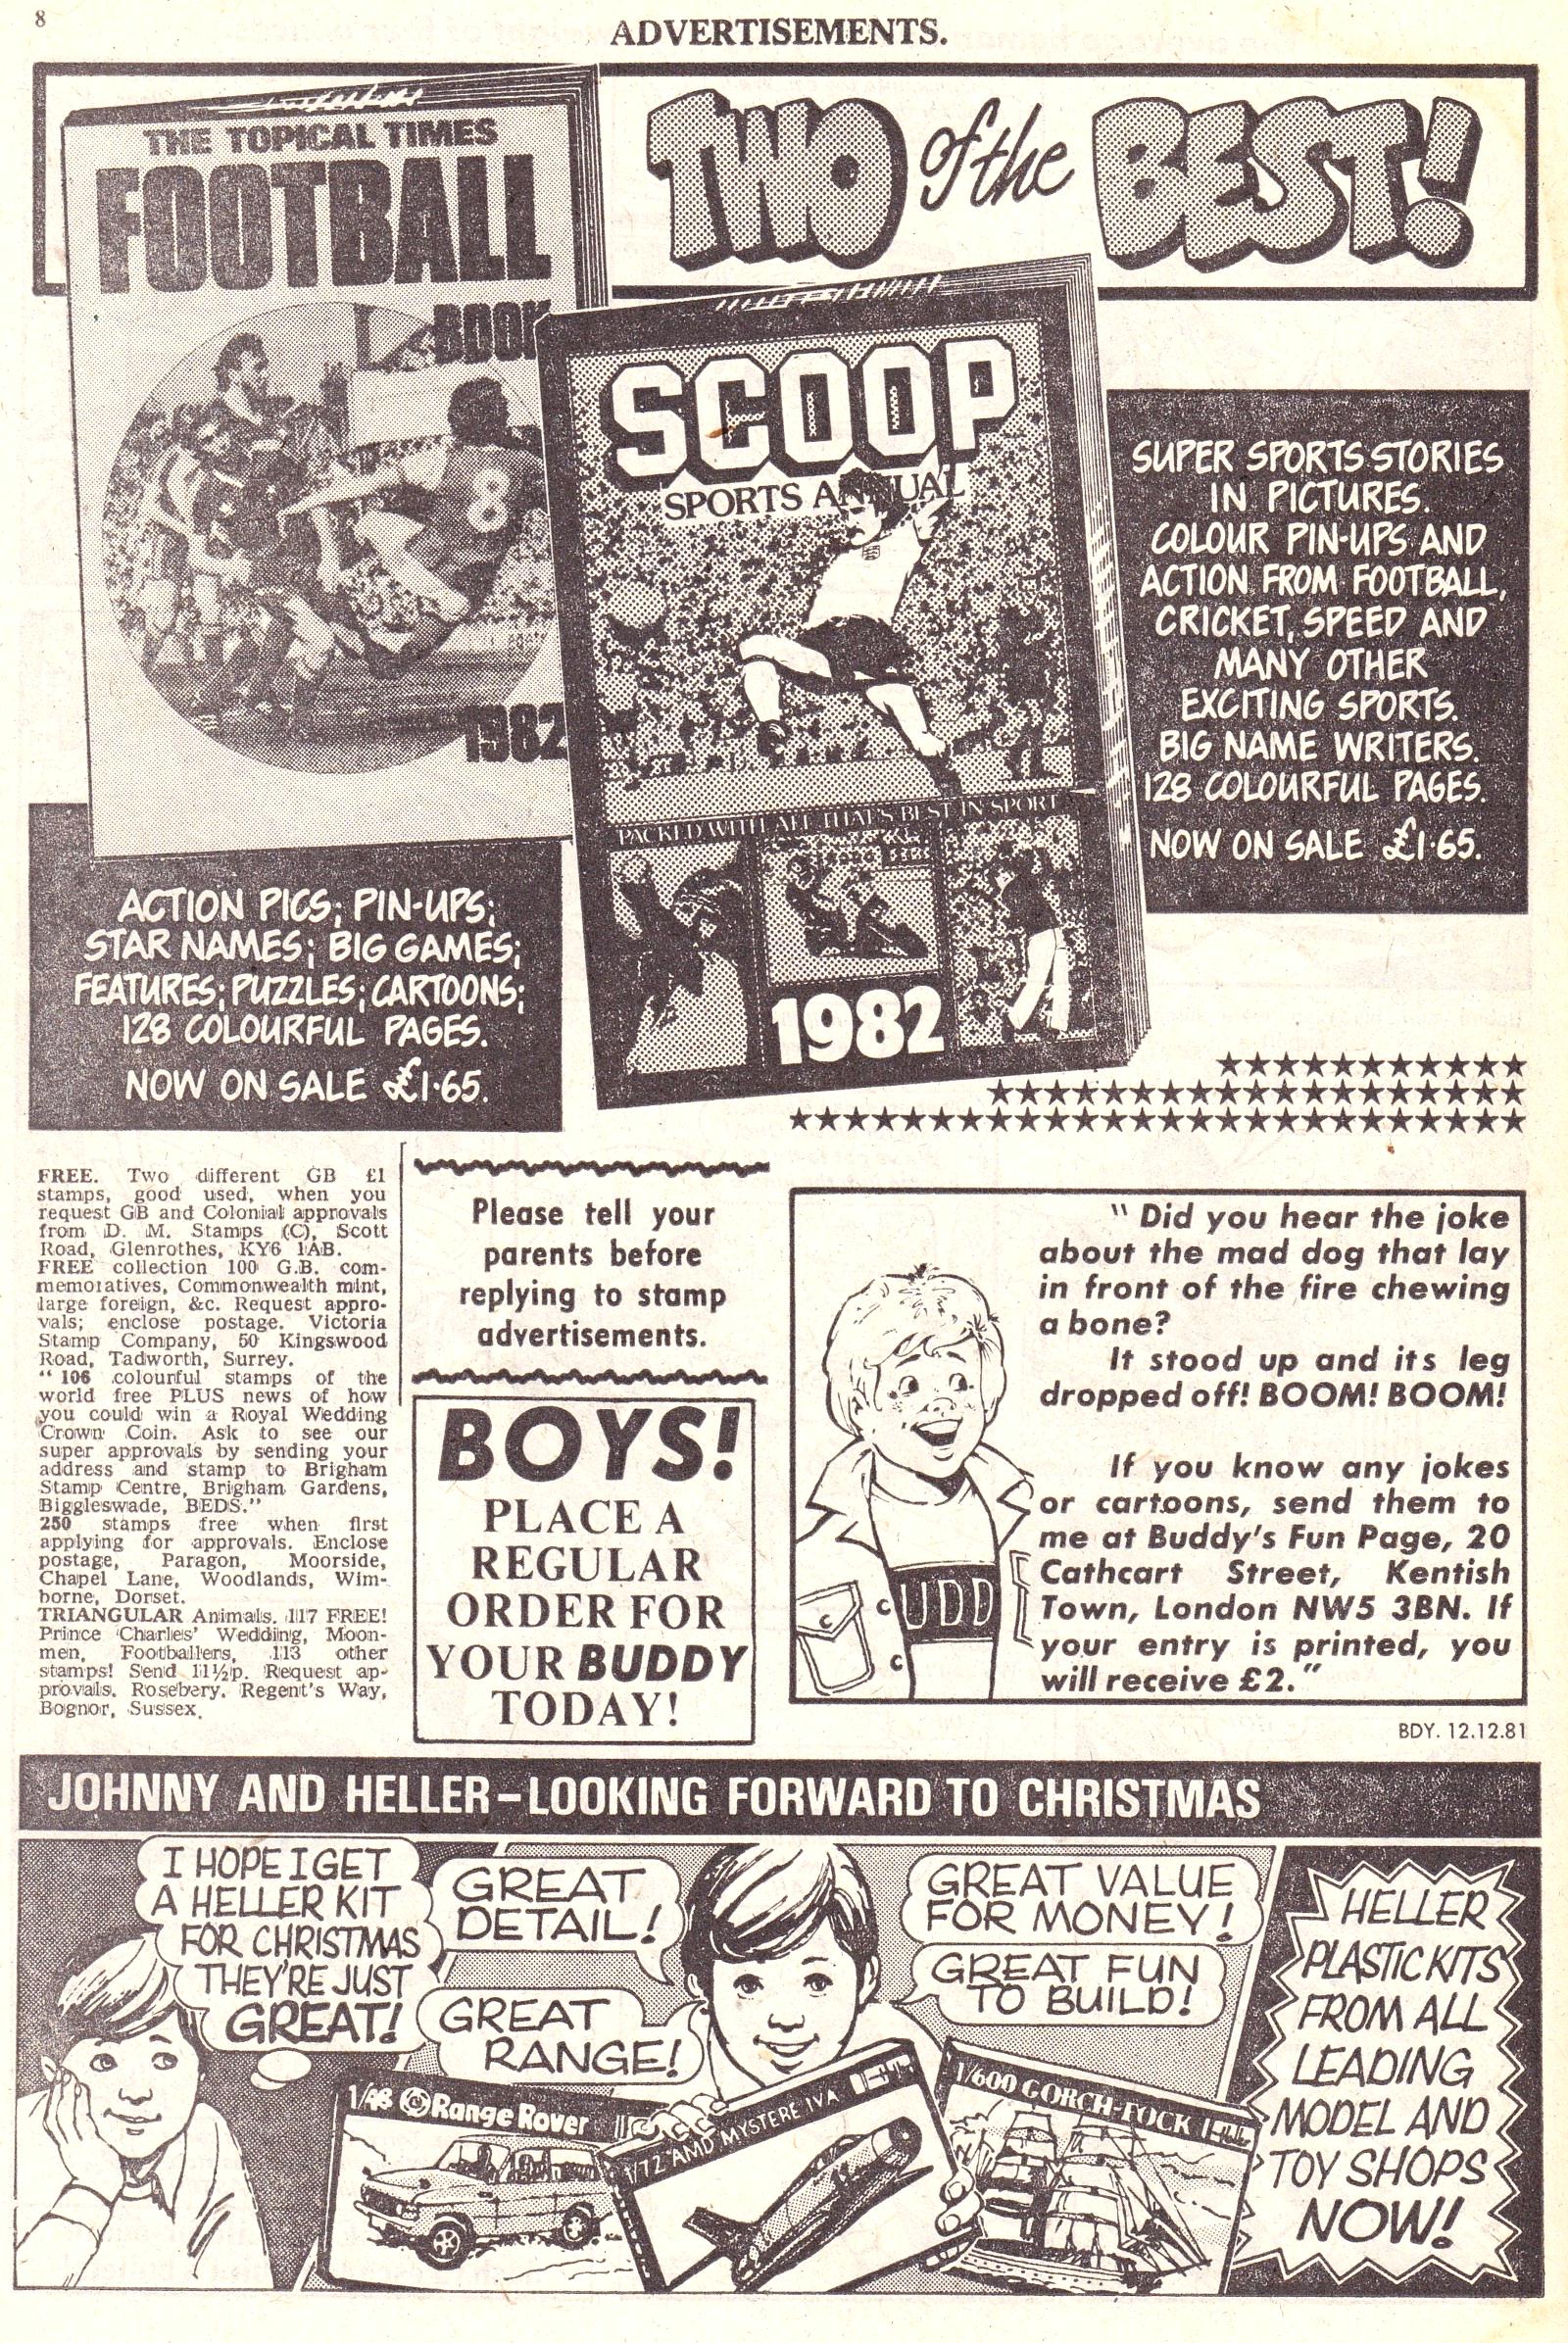 8
ADVERTISEMENTS.
THE TOPICAL TIMES
FOOTBALL
BOOK
8
1982
TWO of the BEST!
SCOOP
SPORTS ANNUAL
PACKED WITH ALL THAT'S BEST IN SPORT
1982
SUPER SPORTS STORIES
IN PICTURES.
COLOUR PIN-UPS AND
ACTION FROM FOOTBALL,
CRICKET, SPEED AND
MANY OTHER
EXCITING SPORTS.
BIG NAME WRITERS.
128 COLOURFUL PAGES.
NOW ON SALE £1·65.
ACTION PICS; PIN-UPS;
STAR NAMES; BIG GAMES;
FEATURES; PUZZLES; CARTOONS;
128 COLOURFUL PAGES.
NOW ON SALE £1·65.
FREE. Two different GB £1
stamps, good used, when you
request GB and Colonial approvals
from D. M. Stamps (C), Scott
Road, Glenrothes, KY6 1AB.
FREE collection 100 G.B. com-
memoratives, Commonwealth mint,
large foreign, &c. Request appro-
vals; enclose postage. Victoria
Stamp Company, 50 Kingswood
Road, Tadworth, Surrey.
"106 colourful stamps of the
world free PLUS news of how
you could win a Royal Wedding
Crown Coin. Ask to see our
super approvals by sending your
address and stamp to Brigham
Stamp Centre, Brigham Gardens,
Biggleswade, BEDS."
250 stamps free when first
applying for approvals. Enclose
postage, Paragon, Moorside,
Chapel Lane, Woodlands, Wim-
borne, Dorset.
TRIANGULAR Animals. 117 FREE!
Prince Charles' Wedding, Moon-
men, Footballers, 113 other
stamps! Send 11½p. Request ap-
provals. Rosebery. Regent's Way,
Bognor, Sussex.
Please tell your
parents before
replying to stamp
advertisements.
BOYS!
PLACE A
REGULAR
ORDER FOR
YOUR BUDDY
TODAY!
UDD
"Did you hear the joke
about the mad dog that lay
in front of the fire chewing
a bone?
It stood up and its leg
dropped off! BOOM! BOOM!
If you know any jokes
or cartoons, send them to
me at Buddy's Fun Page, 20
Cathcart Street, Kentish
Town, London NW5 3BN. If
your entry is printed, you
will receive £2."
BDY. 12.12.81
JOHNNY AND HELLER–LOOKING FORWARD TO CHRISTMAS
I HOPE I GET
A HELLER KIT
FOR CHRISTMAS
THEY'RE JUST
GREAT!
GREAT
DETAIL!
GREAT
RANGE!
GREAT VALUE
FOR MONEY!
GREAT FUN
TO BUILD!
1/43 Range Rover
1/72 AMD MYSTERE IVA
1/600 GORCH-FOCK
HELLER
PLASTIC KITS
FROM ALL
LEADING
MODEL AND
TOY SHOPS
NOW!